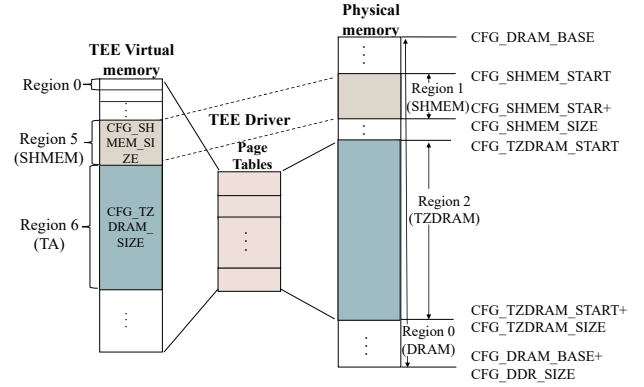 Physical
memory
TEE Virtual
memory
Region 0
Region 5
(SHMEM)
CFG_SH
MEM_SI
ZE
Region 6
(TA)
CFG_TZ
DRAM_
SIZE
TEE Driver
Page
Tables
Region 1
(SHMEM)
Region 2
(TZDRAM)
Region 0
(DRAM)
CFG_DRAM_BASE
CFG_SHMEM_START
CFG_SHMEM_STAR+
CFG_SHMEM_SIZE
CFG_TZDRAM_START
CFG_TZDRAM_START+
CFG_TZDRAM_SIZE
CFG_DRAM_BASE+
CFG_DDR_SIZE